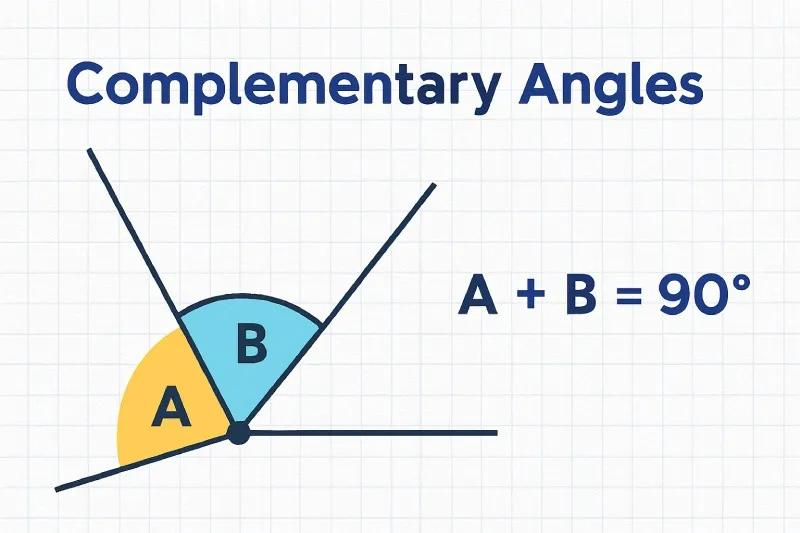 Complementary Angles
A + B = 90°
B
A